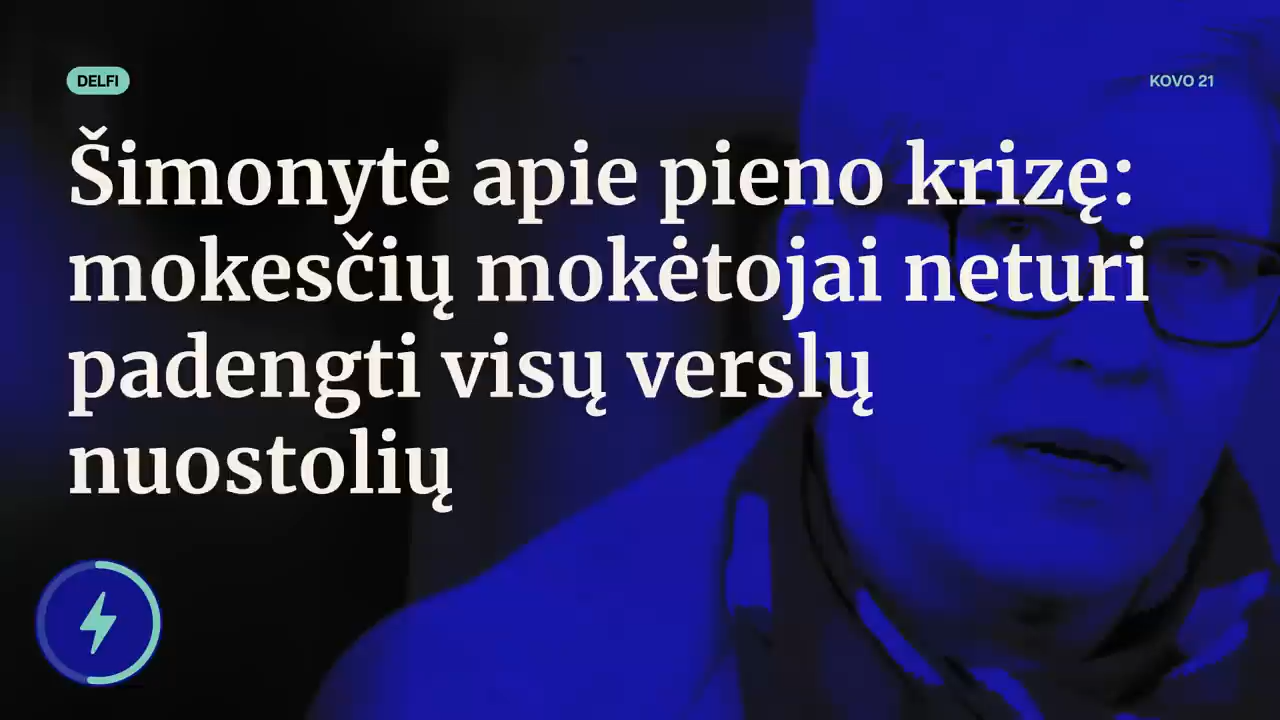 DELFI
KOVO 21
Šimonytė apie pieno krizę:
mokesčių mokėtojai neturi
padengti visų verslų
nuostolių